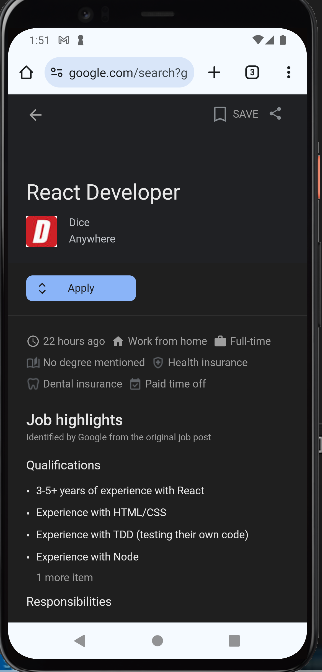 1:51
google.com/search?g
3
SAVE
React Developer
D
Dice
Anywhere
Apply
22 hours ago
Work from home
Full-time
No degree mentioned
Health insurance
Dental insurance
Paid time off
Job highlights
Identified by Google from the original job post
Qualifications
• 3-5+ years of experience with React
• Experience with HTML/CSS
• Experience with TDD (testing their own code)
• Experience with Node
1 more item
Responsibilities